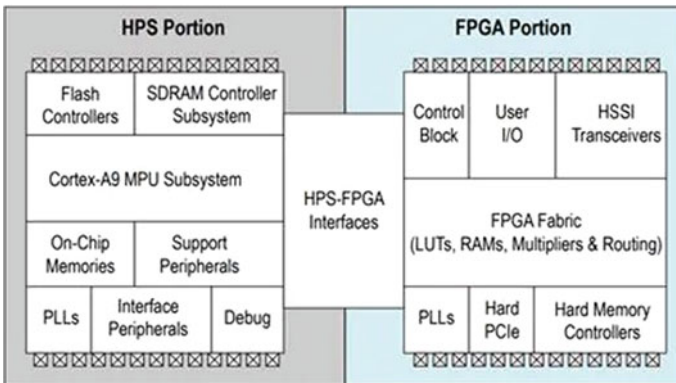 HPS Portion
FPGA Portion
Flash
Controllers
SDRAM Controller
Subsystem
Cortex-A9 MPU Subsystem
On-Chip
Memories
Support
Peripherals
PLLs
Interface
Peripherals
Debug
HPS-FPGA
Interfaces
Control
Block
User
I/O
HSSI
Transceivers
FPGA Fabric
(LUTs, RAMs, Multipliers & Routing)
PLLs
Hard
PCIe
Hard Memory
Controllers